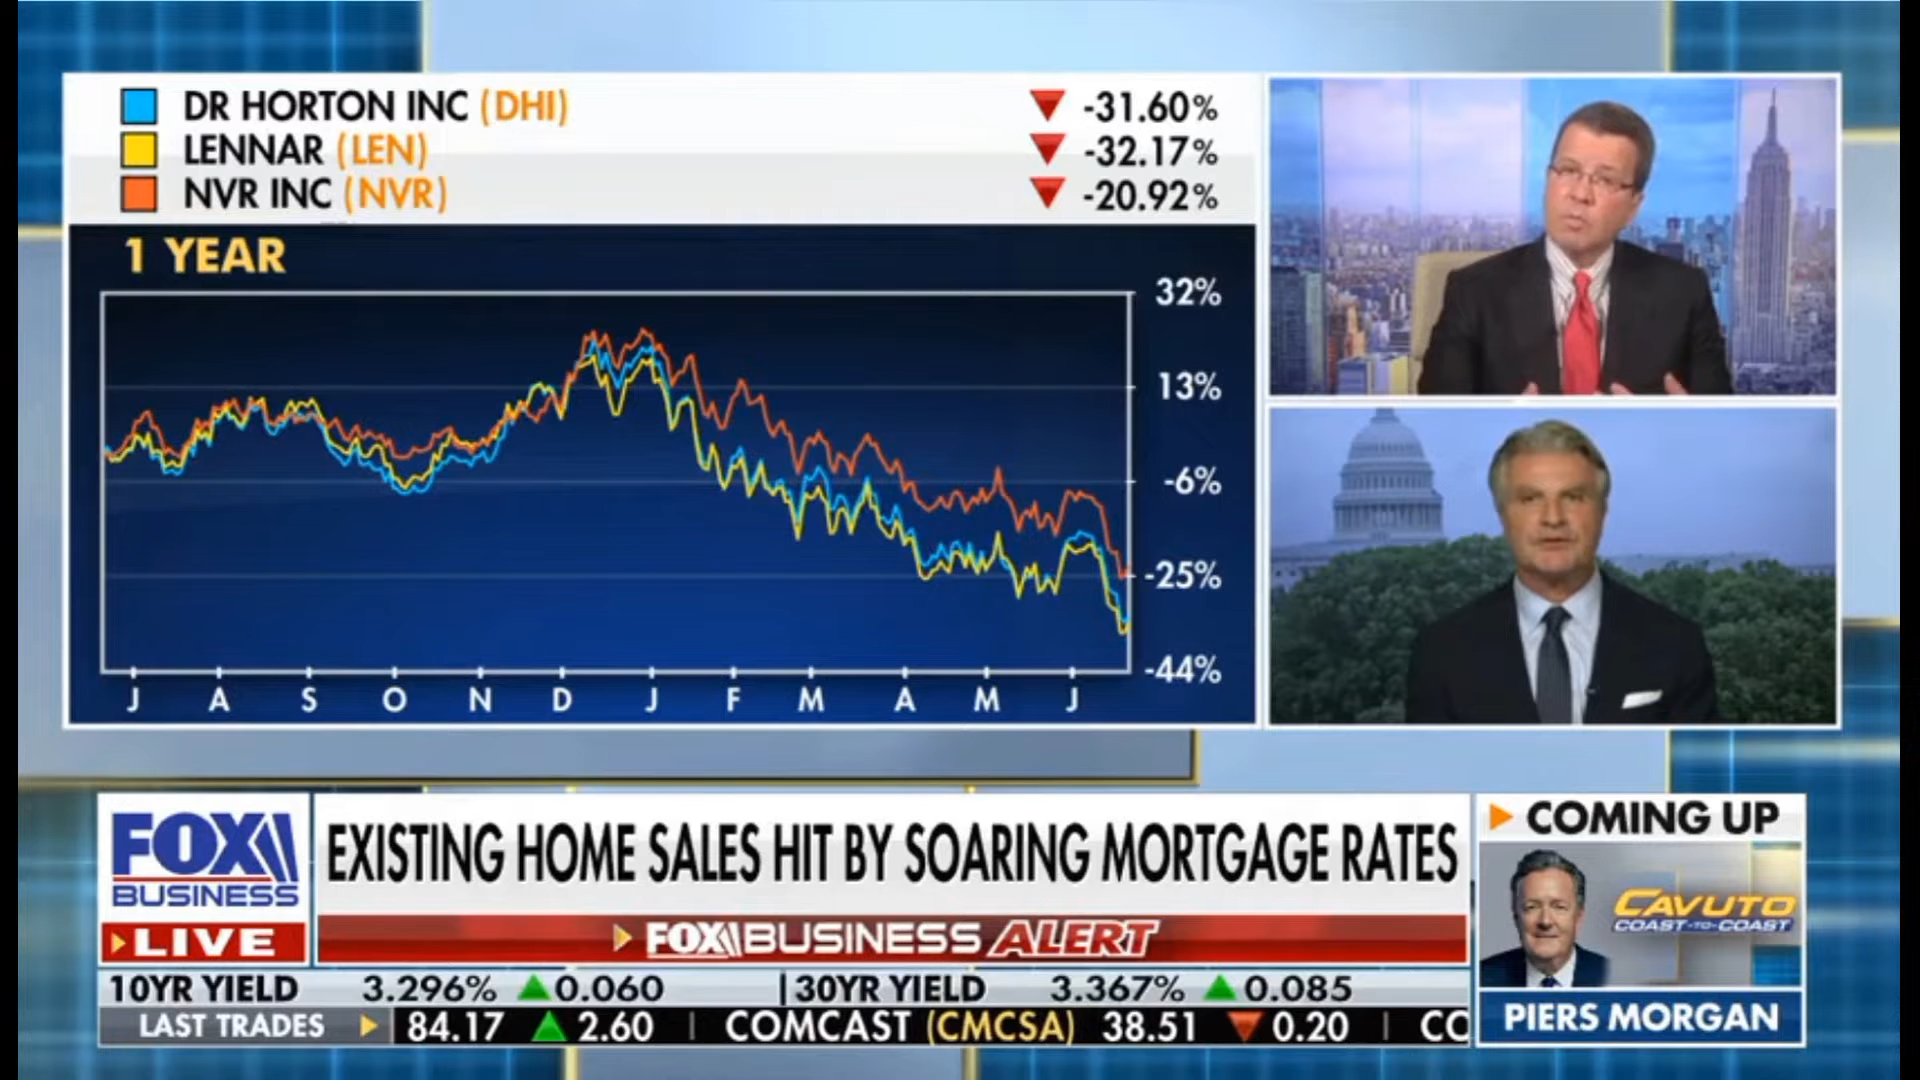 DR HORTON INC (DHI) -31.60%
LENNAR (LEN) -32.17%
NVR INC (NVR) -20.92%
1 YEAR
32%
13%
-6%
-25%
-44%
J A S O N D J F M A M J
FOX BUSINESS
LIVE
EXISTING HOME SALES HIT BY SOARING MORTGAGE RATES
FOX BUSINESS ALERT
COMING UP
CAVUTO
COAST-TO-COAST
PIERS MORGAN
10YR YIELD 3.296% 0.060 | 30YR YIELD 3.367% 0.085
LAST TRADES 84.17 2.60 | COMCAST (CMCSA) 38.51 0.20 | CC